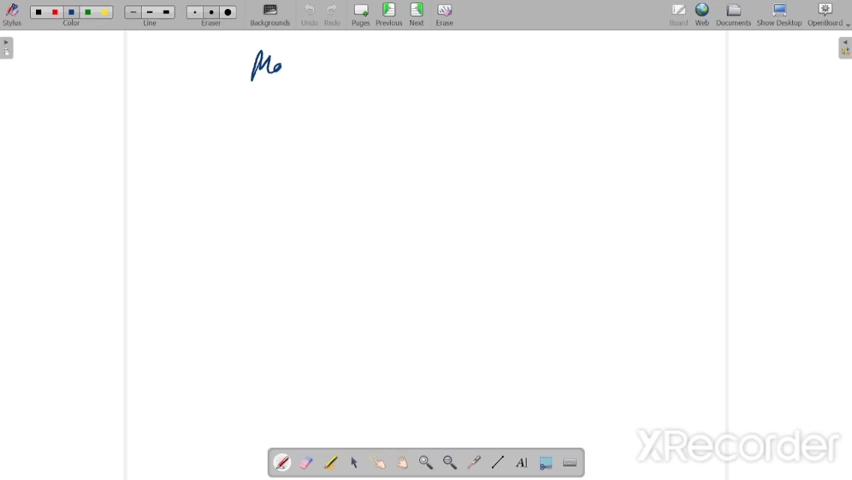 Stylus
Color
Line
Eraser
Backgrounds
Undo Redo
Pages
Previous
Next
Erase
Board
Web
Documents
Show Desktop
OpenBoard
Mo
XRecorder